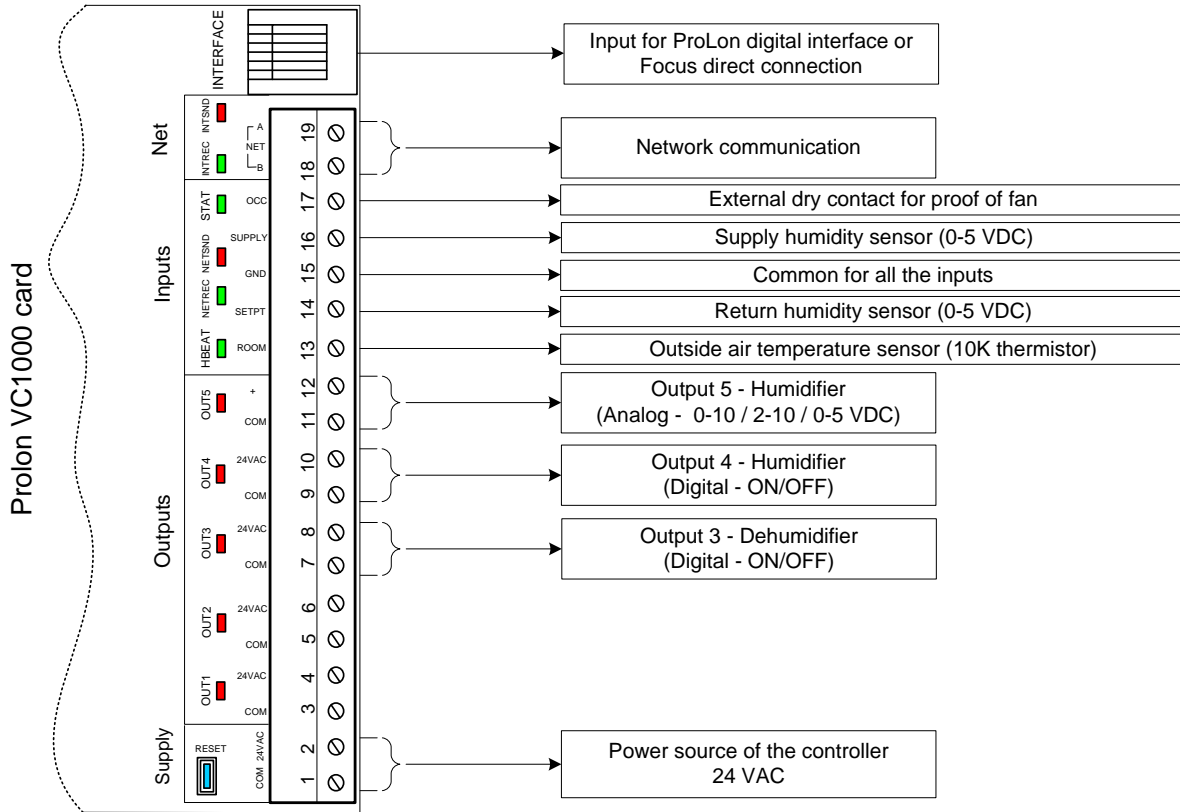 Prolon VC1000 card
INTERFACE
Input for ProLon digital interface or
Focus direct connection
Net
INTSND
INTREC
A
NET
B
19
18
Network communication
Inputs
STAT
OCC
17
External dry contact for proof of fan
NETSND
SUPPLY
16
Supply humidity sensor (0-5 VDC)
GND
15
Common for all the inputs
NETREC
SETPT
14
Return humidity sensor (0-5 VDC)
HBEAT
ROOM
13
Outside air temperature sensor (10K thermistor)
Outputs
OUT5
+
COM
12
11
Output 5 - Humidifier
(Analog - 0-10 / 2-10 / 0-5 VDC)
OUT4
24VAC
COM
10
9
Output 4 - Humidifier
(Digital - ON/OFF)
OUT3
24VAC
COM
8
7
Output 3 - Dehumidifier
(Digital - ON/OFF)
OUT2
24VAC
COM
6
5
OUT1
24VAC
COM
4
3
Supply
RESET
COM 24VAC
2
1
Power source of the controller
24 VAC